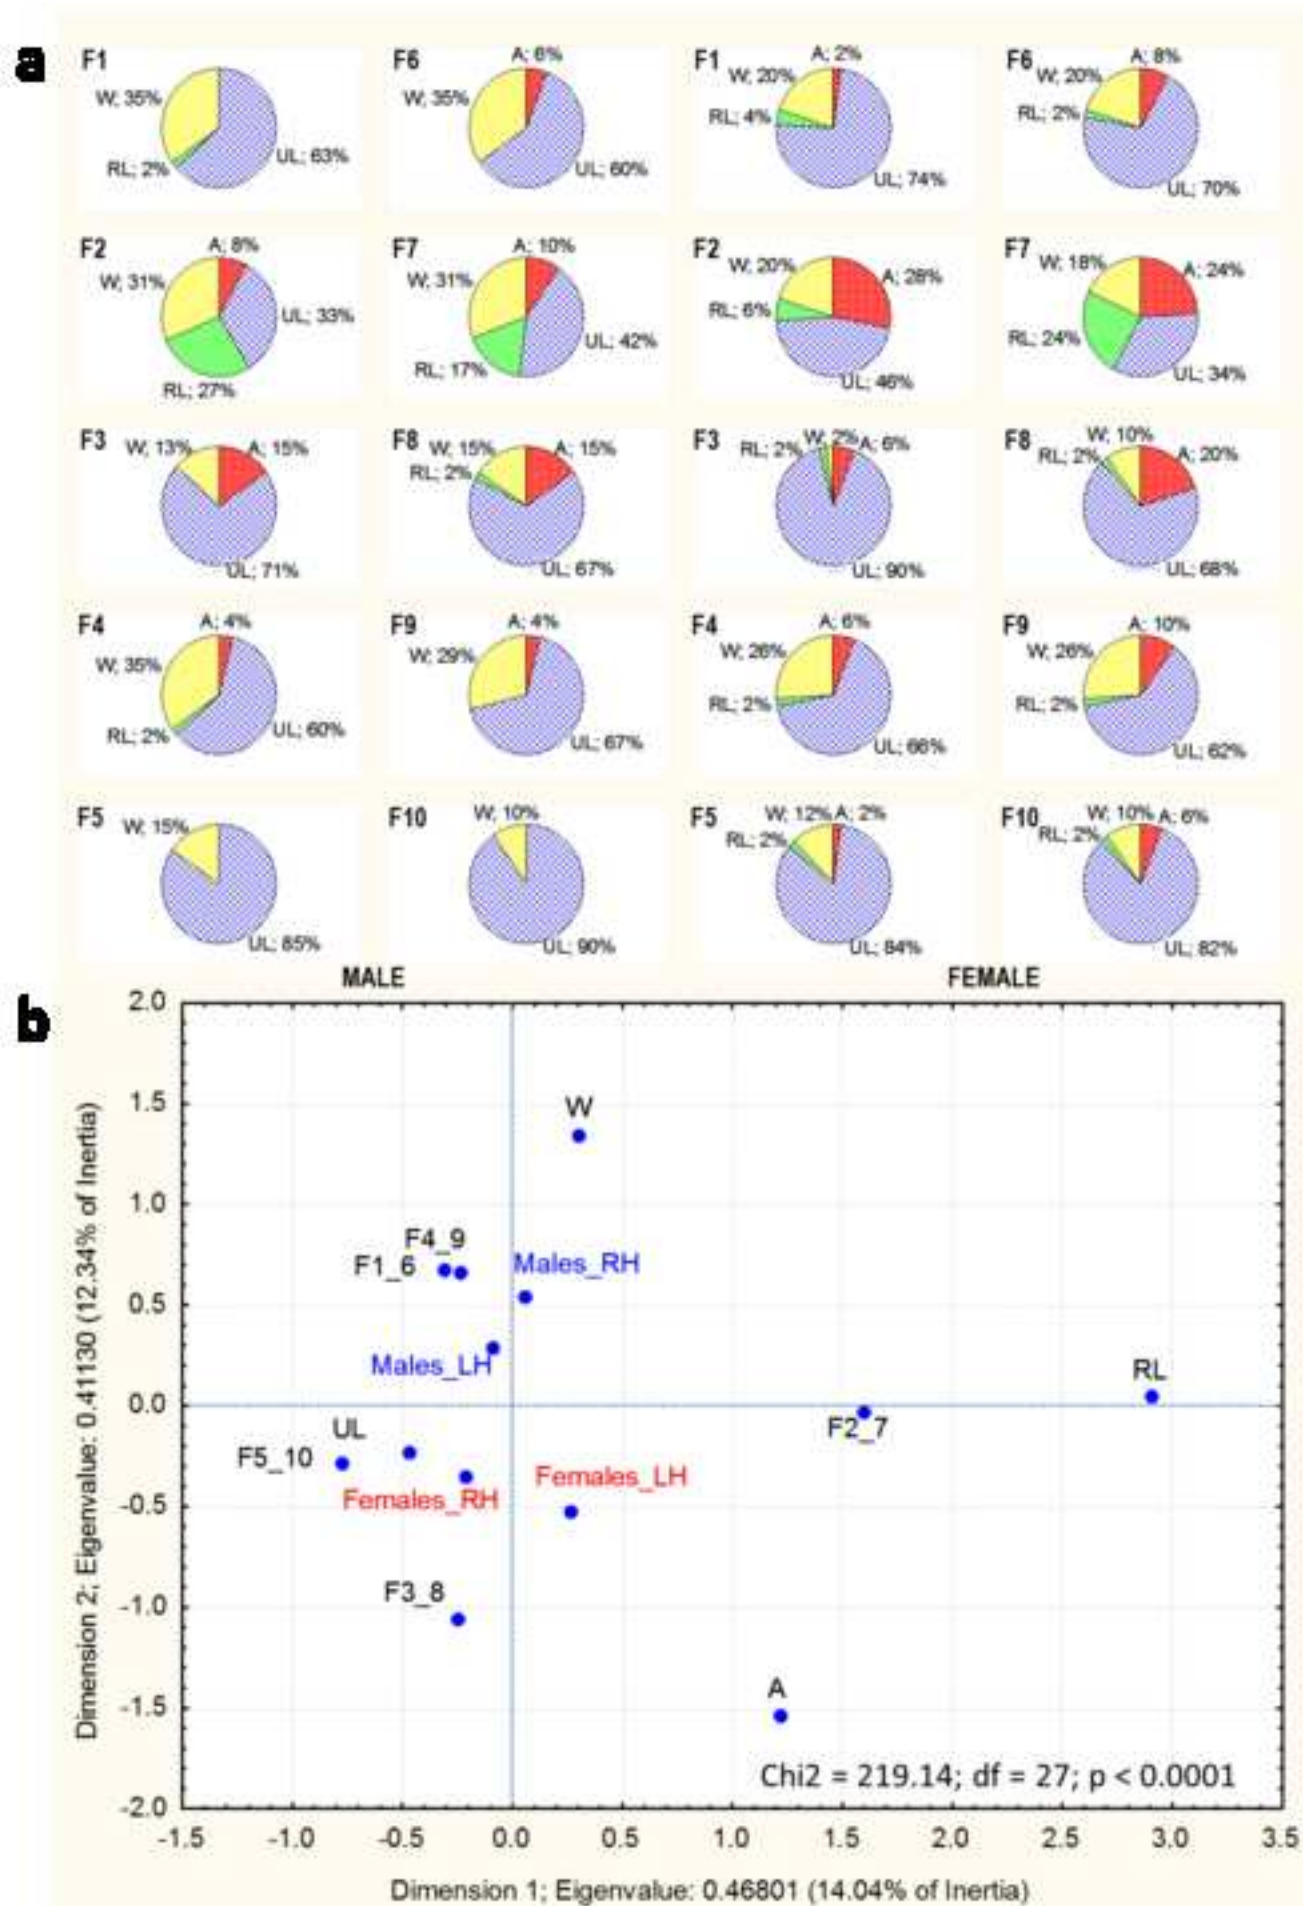 a
F1
W; 35%
RL; 2%
UL; 63%
F6
A; 6%
W; 35%
UL; 60%
F1
A; 2%
W; 20%
RL; 4%
UL; 74%
F6
A; 8%
W; 20%
RL; 2%
UL; 70%
F2
A; 8%
W; 31%
UL; 33%
RL; 27%
F7
A; 10%
W; 31%
UL; 42%
RL; 17%
F2
W; 20%
A; 28%
RL; 6%
UL; 46%
F7
W; 18%
A; 24%
RL; 24%
UL; 34%
F3
W; 13%
A; 15%
UL; 71%
F8
W; 15%
A; 15%
RL; 2%
UL; 67%
F3
W; 2%
A; 6%
RL; 2%
UL; 90%
F8
W; 10%
RL; 2%
A; 20%
UL; 68%
F4
A; 4%
W; 35%
RL; 2%
UL; 60%
F9
A; 4%
W; 29%
UL; 67%
F4
A; 6%
W; 26%
RL; 2%
UL; 66%
F9
A; 10%
W; 26%
RL; 2%
UL; 62%
F5
W; 15%
UL; 85%
F10
W; 10%
UL; 90%
F5
W; 12%
A; 2%
RL; 2%
UL; 84%
F10
W; 10%
A; 6%
RL; 2%
UL; 82%
MALE
FEMALE
b
2.0
1.5
1.0
0.5
0.0
-0.5
-1.0
-1.5
-2.0
Dimension 2; Eigenvalue: 0.41130 (12.34% of Inertia)
W
F4_9
F1_6
Males_RH
Males_LH
RL
F2_7
UL
F5_10
Females_LH
Females_RH
F3_8
A
Chi2 = 219.14; df = 27; p < 0.0001
-1.5 -1.0 -0.5 0.0 0.5 1.0 1.5 2.0 2.5 3.0 3.5
Dimension 1; Eigenvalue: 0.46801 (14.04% of Inertia)